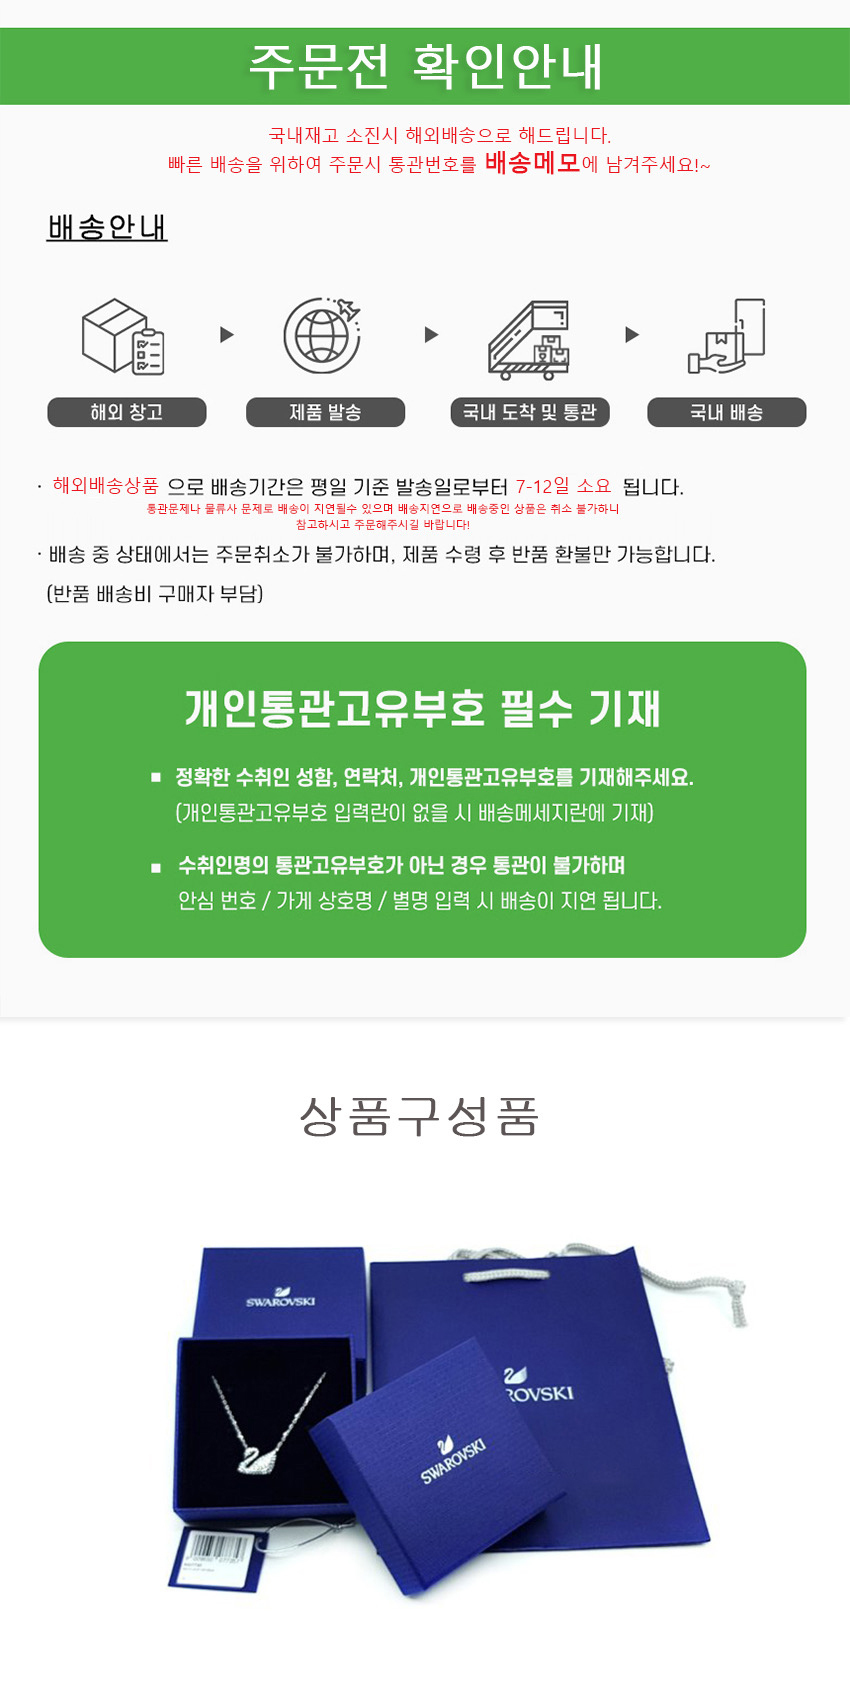 주문전 확인안내
국내재고 소진시 해외배송으로 해드립니다.
빠른 배송을 위하여 주문시 통관번호를 배송메모에 남겨주세요!~
배송안내
해외 창고
제품 발송
국내 도착 및 통관
국내 배송
· 해외배송상품 으로 배송기간은 평일 기준 발송일로부터 7-12일 소요 됩니다.
통관문제나 물류사 문제로 배송이 지연될수 있으며 배송지연으로 배송중인 상품은 취소 불가하니
참고하시고 주문해주시길 바랍니다!
· 배송 중 상태에서는 주문취소가 불가하며, 제품 수령 후 반품 환불만 가능합니다.
(반품 배송비 구매자 부담)
개인통관고유부호 필수 기재
■ 정확한 수취인 성함, 연락처, 개인통관고유부호를 기재해주세요.
(개인통관고유부호 입력란이 없을 시 배송메세지란에 기재)
■ 수취인명의 통관고유부호가 아닌 경우 통관이 불가하며
안심 번호 / 가게 상호명 / 별명 입력 시 배송이 지연 됩니다.
상품구성품
SWAROVSKI
ROVSKI
SWAROVSKI